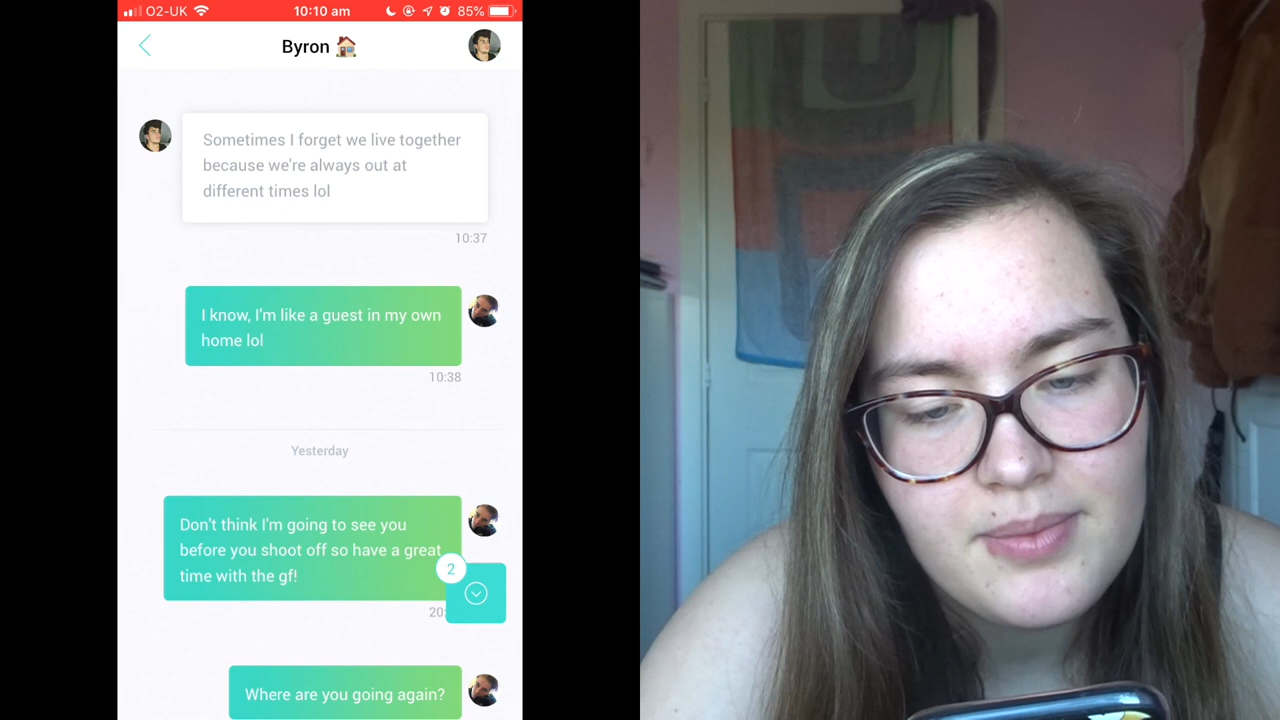 O2-UK 10:10 am 85%
Byron
Sometimes I forget we live together
because we're always out at
different times lol
10:37
I know, I'm like a guest in my own
home lol
10:38
Yesterday
Don't think I'm going to see you
before you shoot off so have a great
time with the gf!
2
20:
Where are you going again?